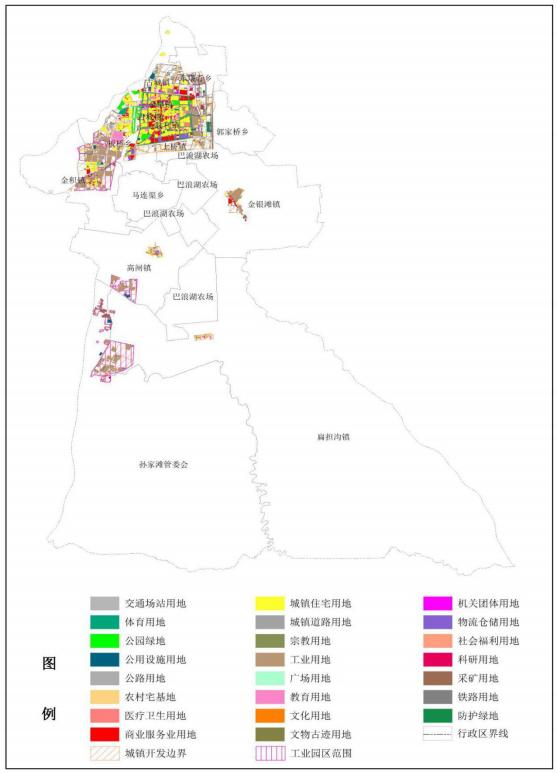 郭家桥乡
上桥镇
巴浪湖农场
板桥乡
金积镇
巴浪湖农场
马连渠乡
金银滩镇
巴浪湖农场
高闸镇
巴浪湖农场
扁担沟镇
孙家滩管委会
图例
交通场站用地 城镇住宅用地 机关团体用地
体育用地 城镇道路用地 物流仓储用地
公园绿地 宗教用地 社会福利用地
公用设施用地 工业用地 科研用地
公路用地 广场用地 采矿用地
农村宅基地 教育用地 铁路用地
医疗卫生用地 文化用地 防护绿地
商业服务业用地 文物古迹用地 行政区界线
城镇开发边界 工业园区范围